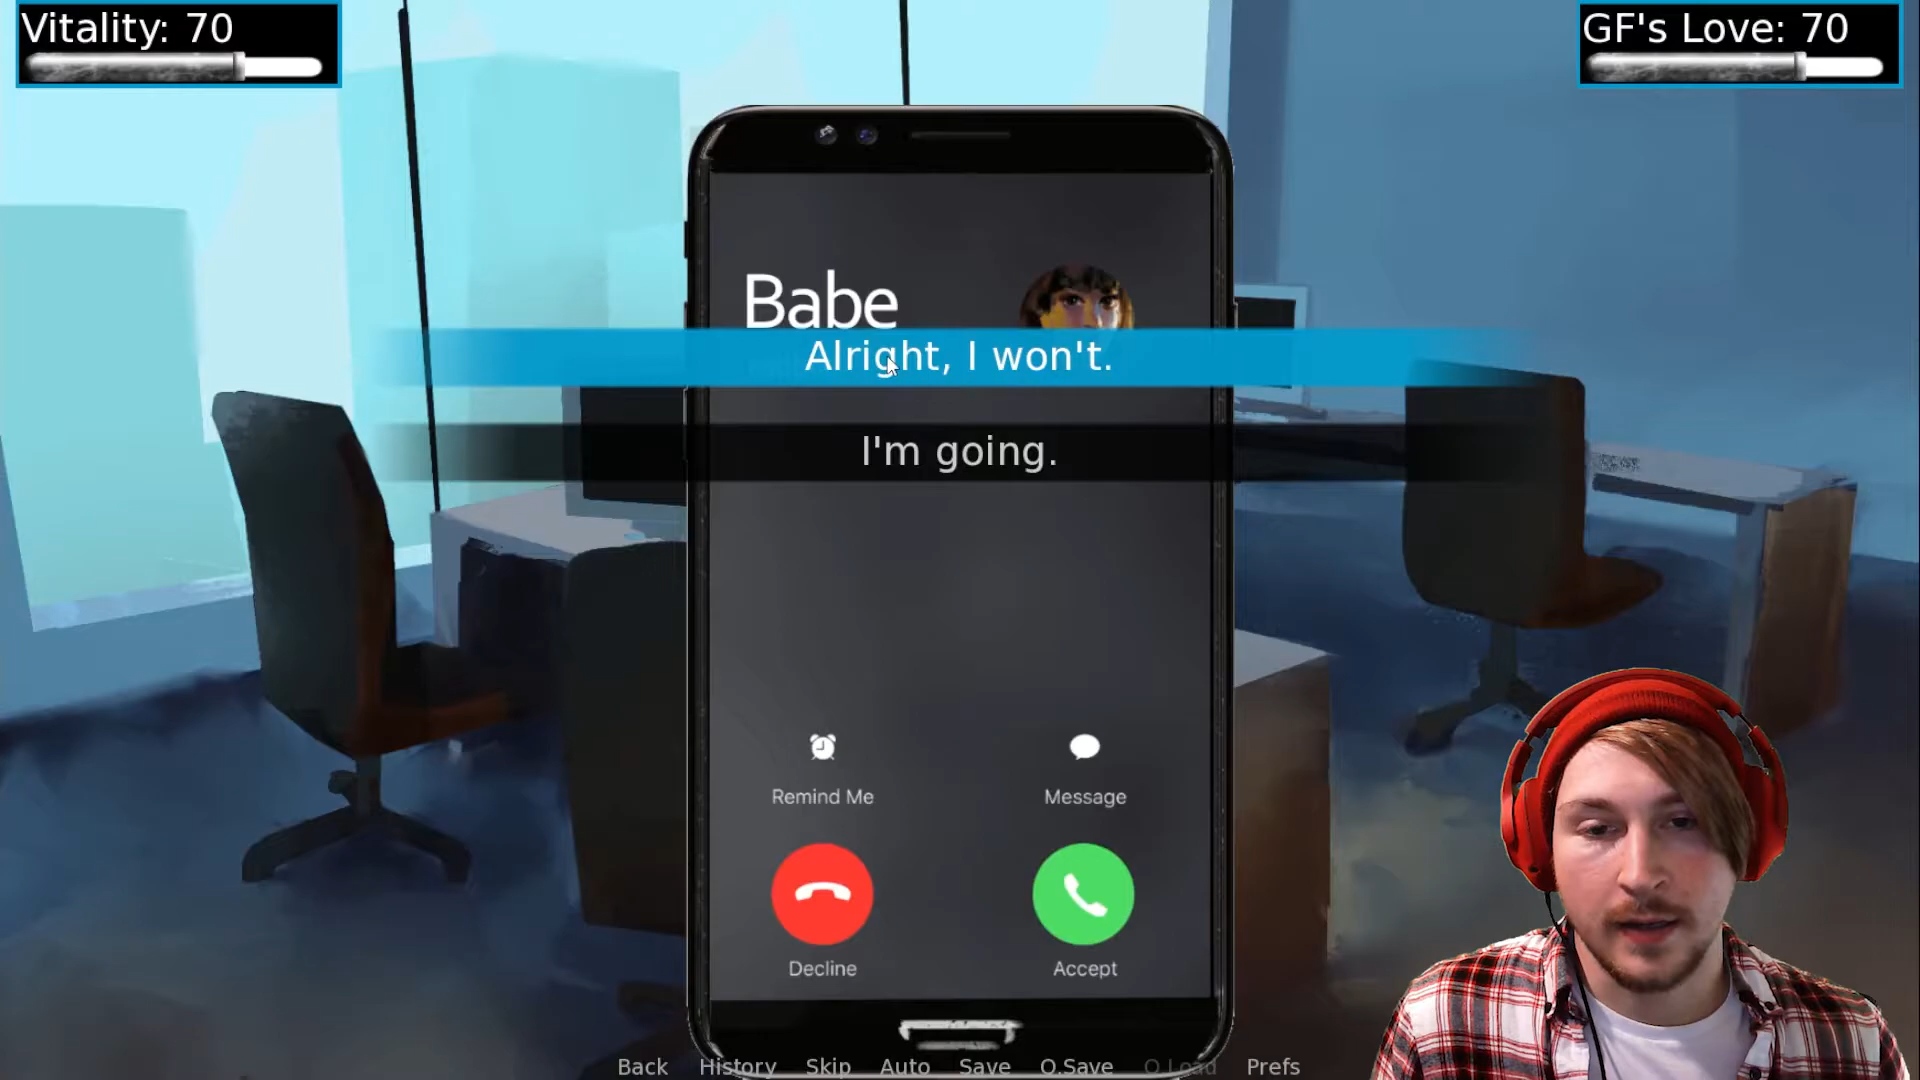 Vitality: 70
GF's Love: 70
Babe
Alright, I won't.
I'm going.
Remind Me
Message
Decline
Accept
Back History Skip Auto Save Q.Save Q.Load Prefs